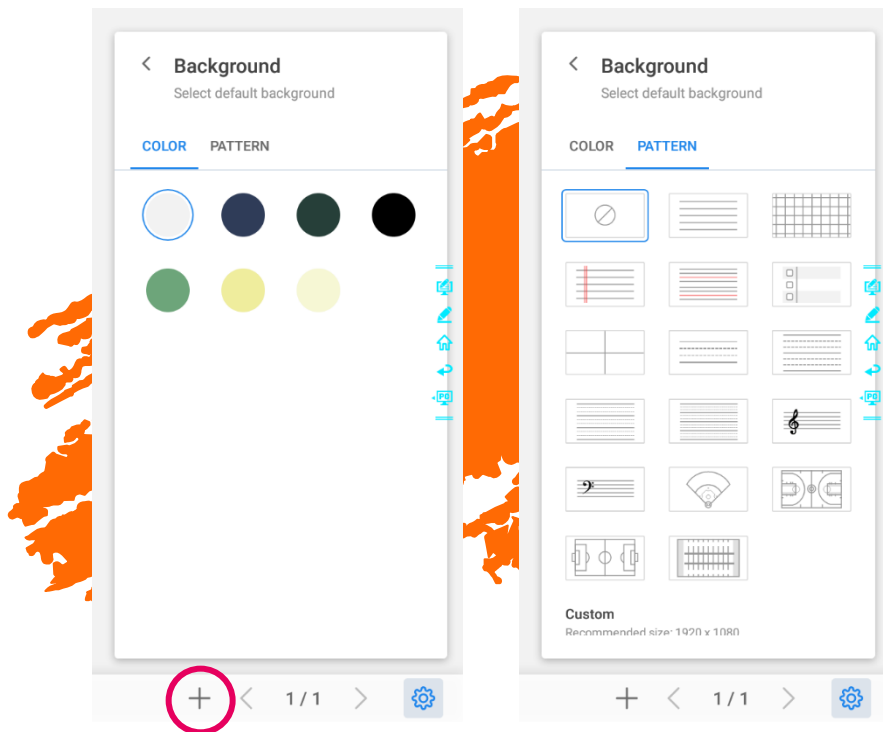 Background
Select default background
COLOR PATTERN
1 / 1
Background
Select default background
COLOR PATTERN
Custom
Recommended size: 1920 x 1080
1 / 1